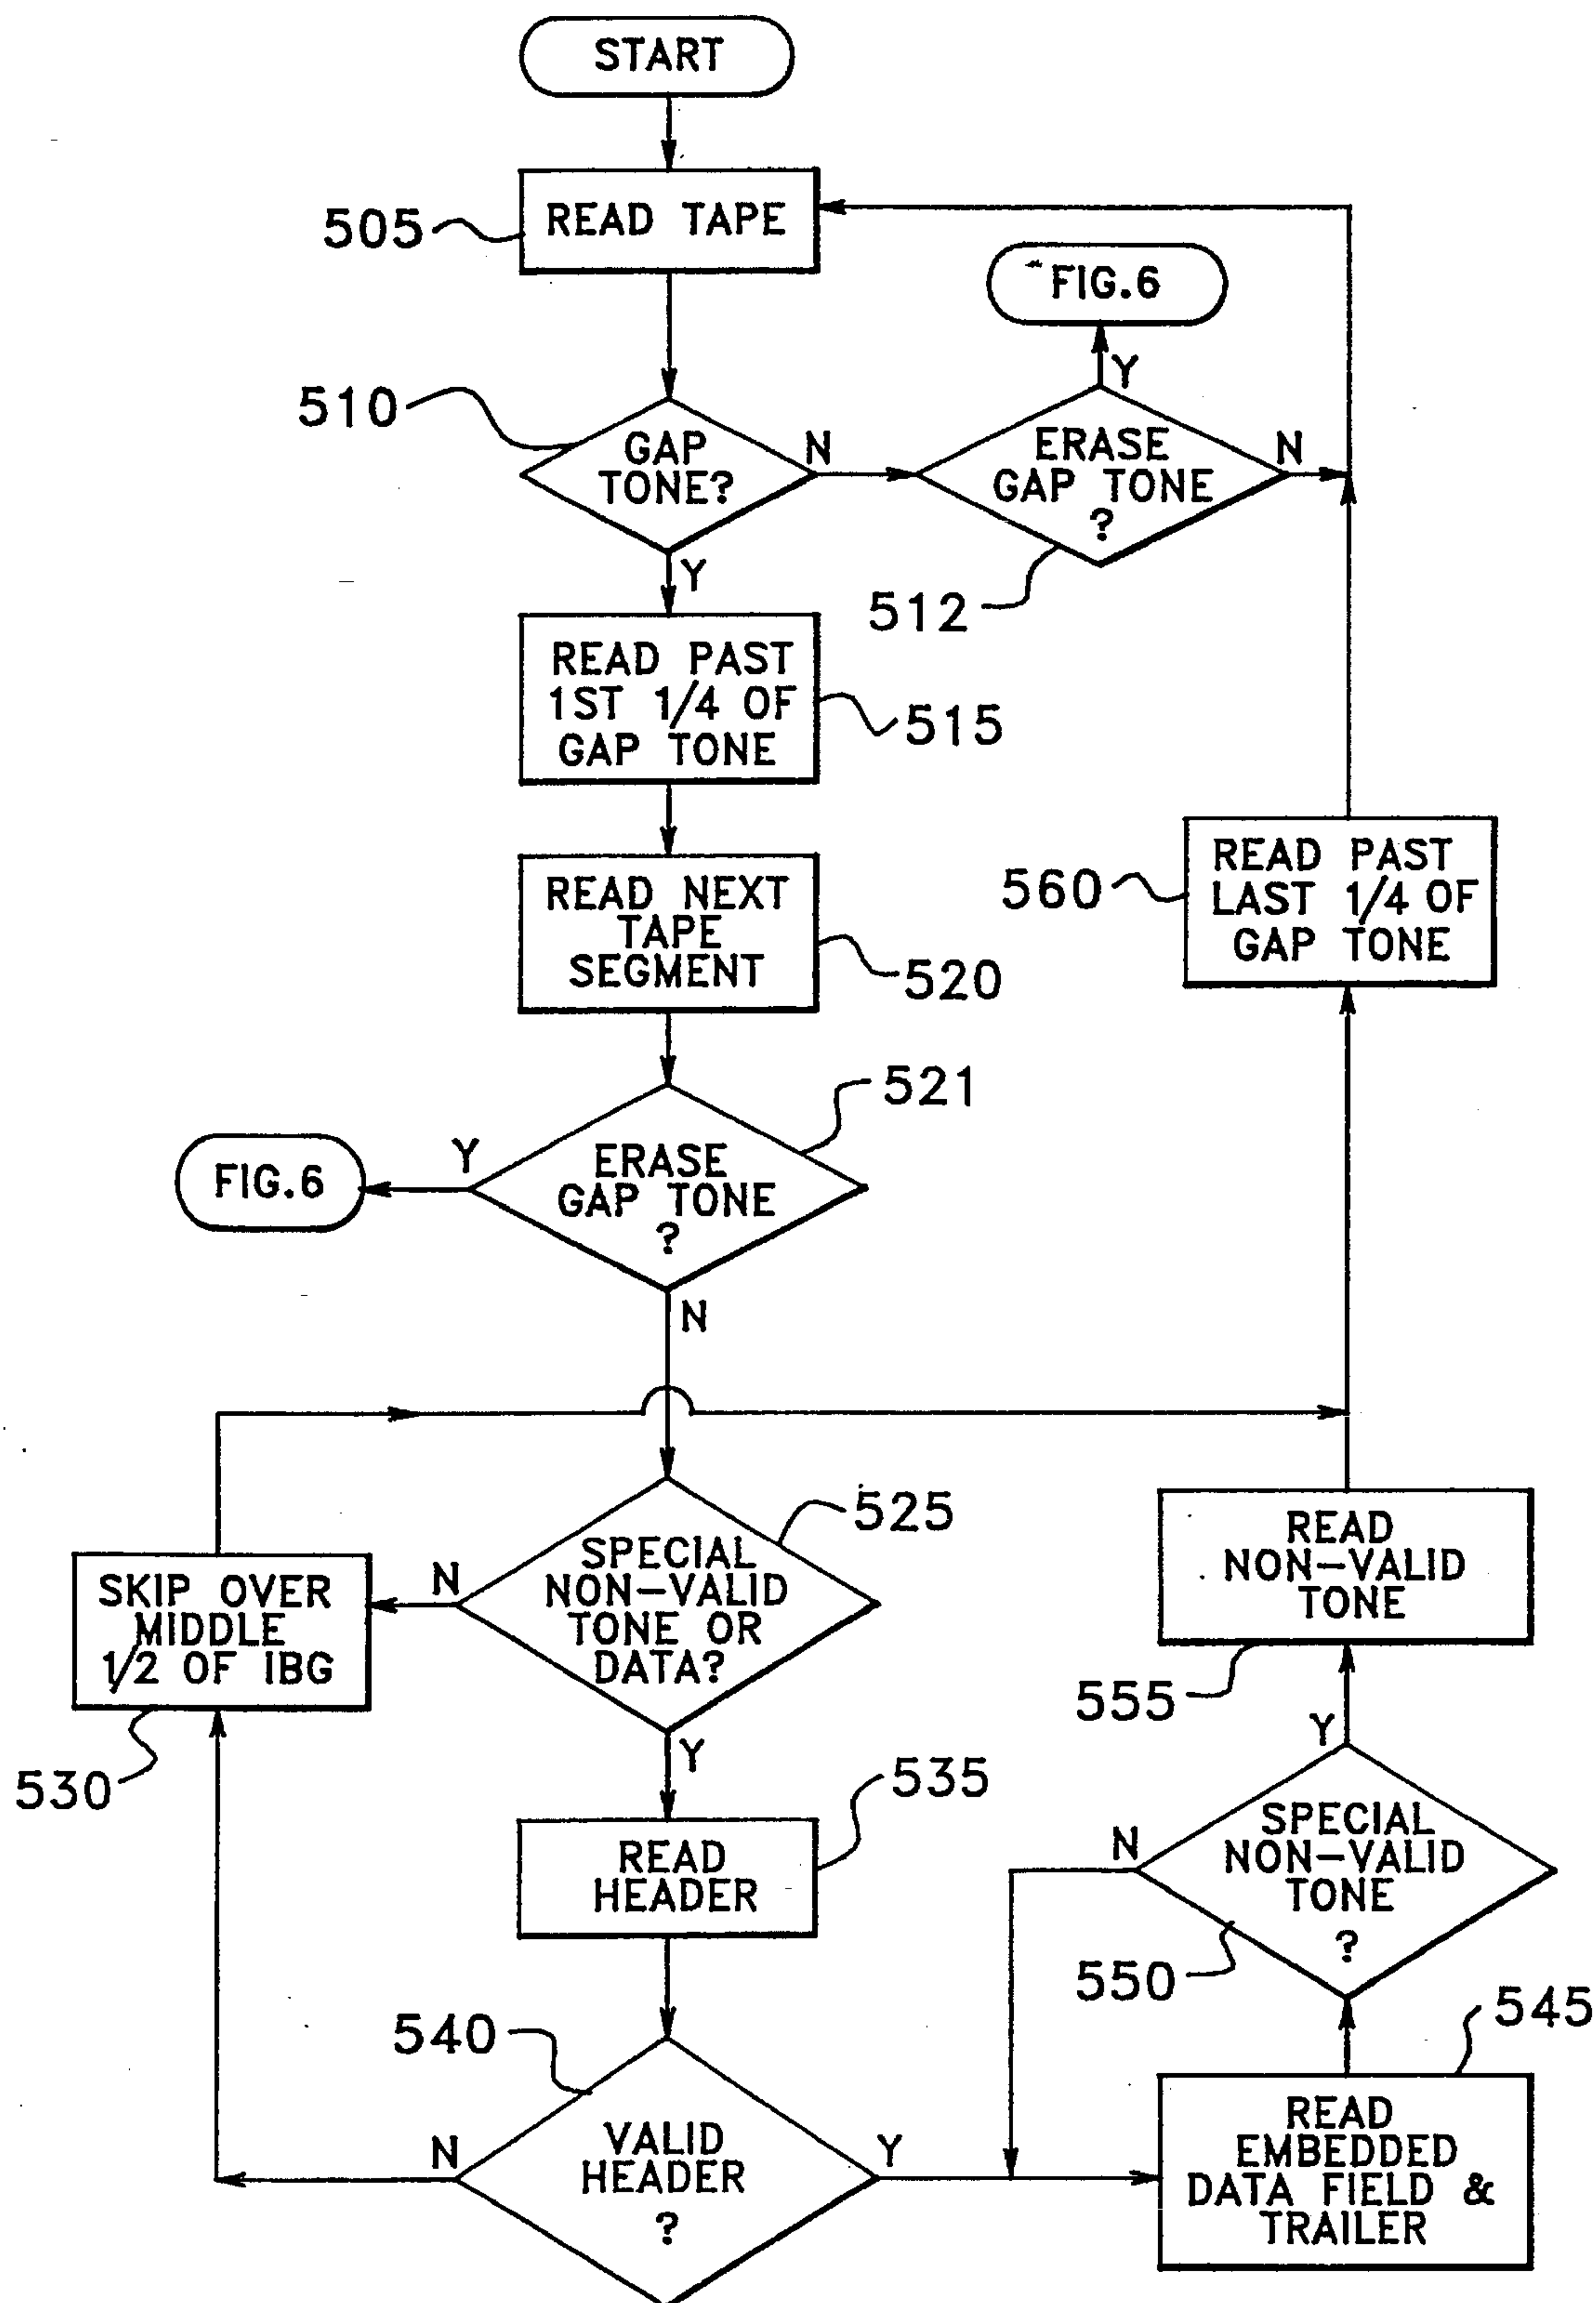 START
READ TAPE
505
FIG.6
510
GAP
TONE?
N
ERASE
GAP TONE
?
Y
N
512
Y
READ PAST
1ST 1/4 OF
GAP TONE
515
READ NEXT
TAPE
SEGMENT
520
READ PAST
LAST 1/4 OF
GAP TONE
560
521
ERASE
GAP TONE
?
Y
FIG.6
N
525
SPECIAL
NON-VALID
TONE OR
DATA?
N
SKIP OVER
MIDDLE
1/2 OF IBG
530
Y
READ
HEADER
535
540
VALID
HEADER
?
N
Y
READ
EMBEDDED
DATA FIELD &
TRAILER
545
SPECIAL
NON-VALID
TONE
?
550
N
Y
READ
NON-VALID
TONE
555